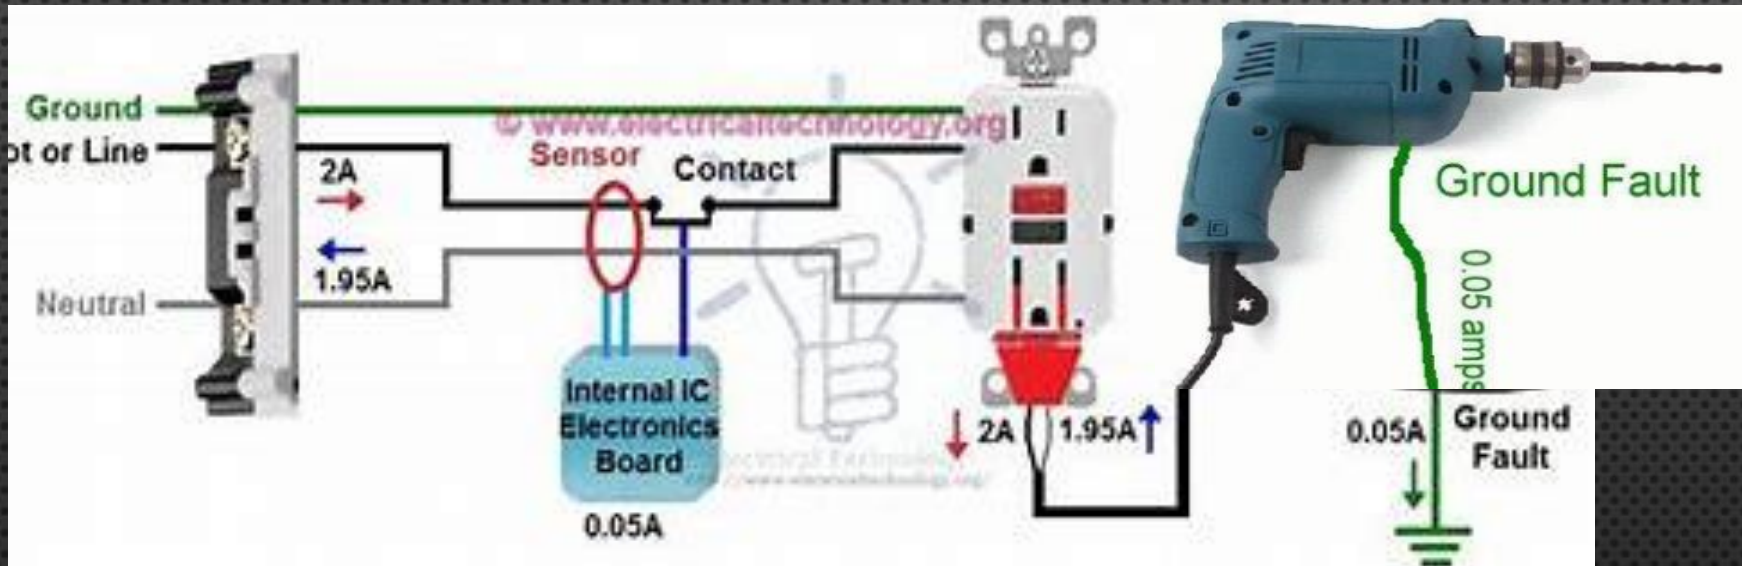 Ground
© www.electricaltechnology.org
ot or Line
Sensor
Contact
2A
1.95A
Neutral
Internal IC
Electronics
Board
0.05A
2A
1.95A
Ground Fault
0.05 amps
0.05A
Ground
Fault